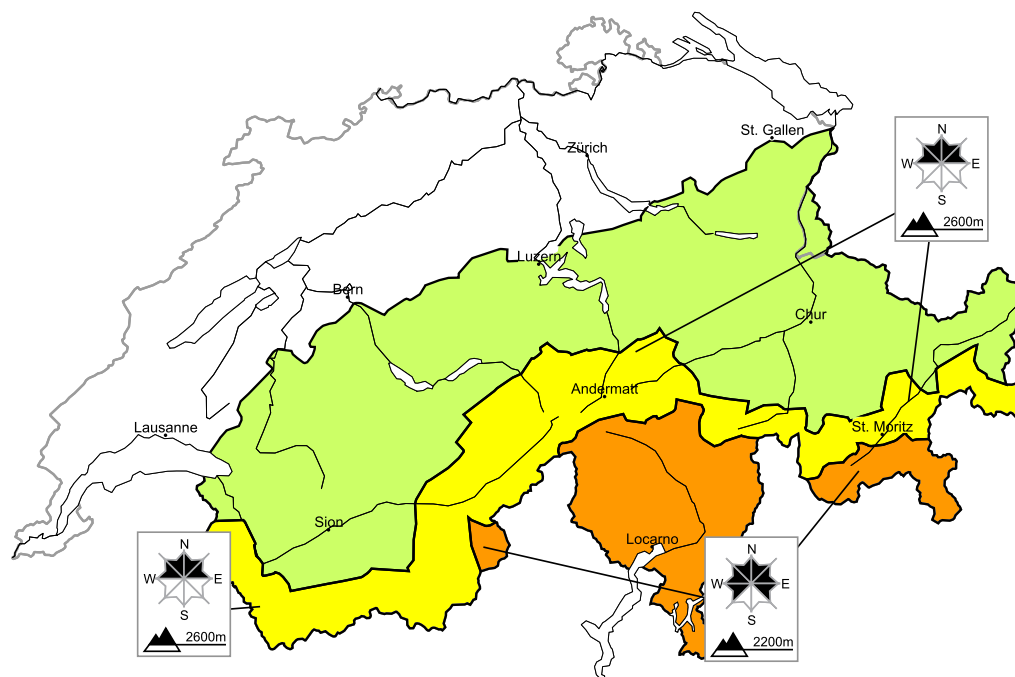 St. Gallen
Zürich
N
W E
S
2600m
Luzern
Bern
Chur
Andermatt
St. Moritz
Lausanne
Sion
Locarno
N
W E
S
2600m
N
W E
S
2200m